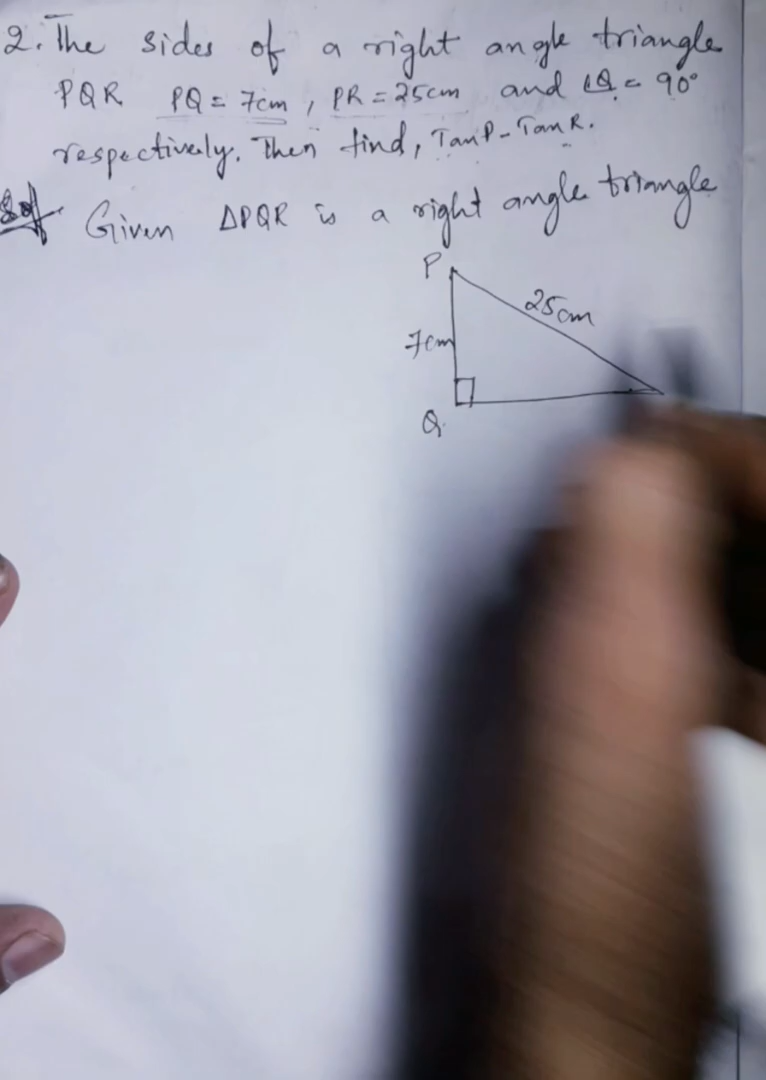 2. The sides of a right angle triangle
PQR PQ = 7cm, PR = 25cm and ∠Q = 90°
respectively. Then find, TanP - TanR.
Sol Given ΔPQR is a right angle triangle
P
25cm
7cm
Q